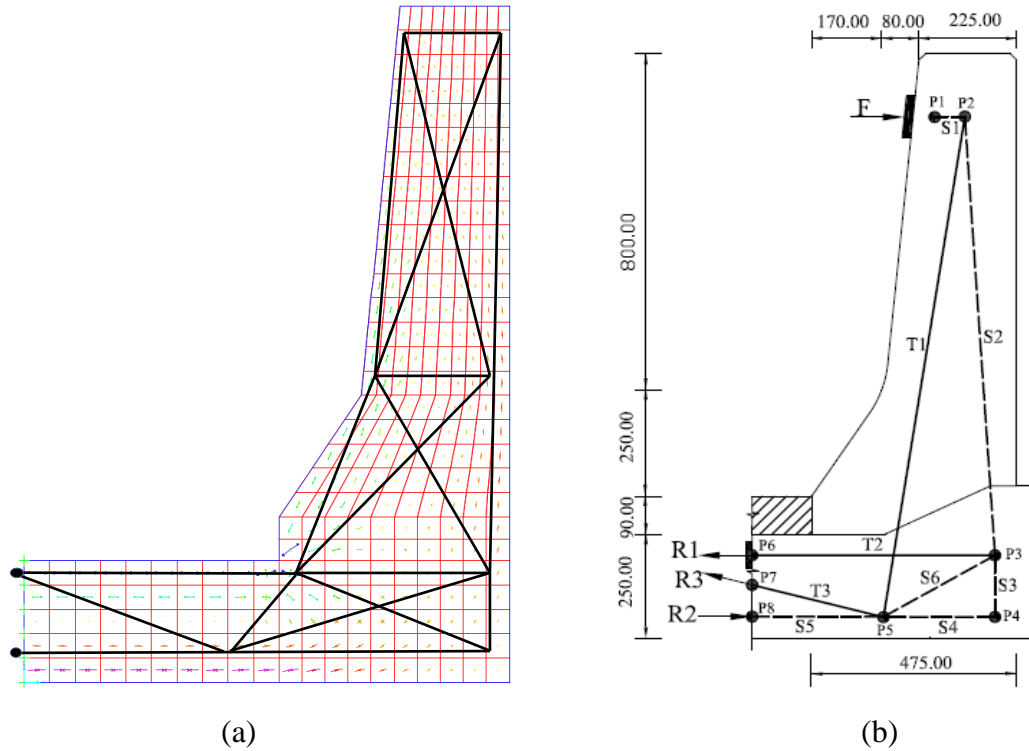 170.00 80.00 225.00
F
P1 P2
S1
800.00
T1
S2
250.00
90.00
R1
P6
T2
P3
R3
P7
T3
S6
S3
250.00
R2
P8
S5
P5
S4
P4
475.00
(a)
(b)